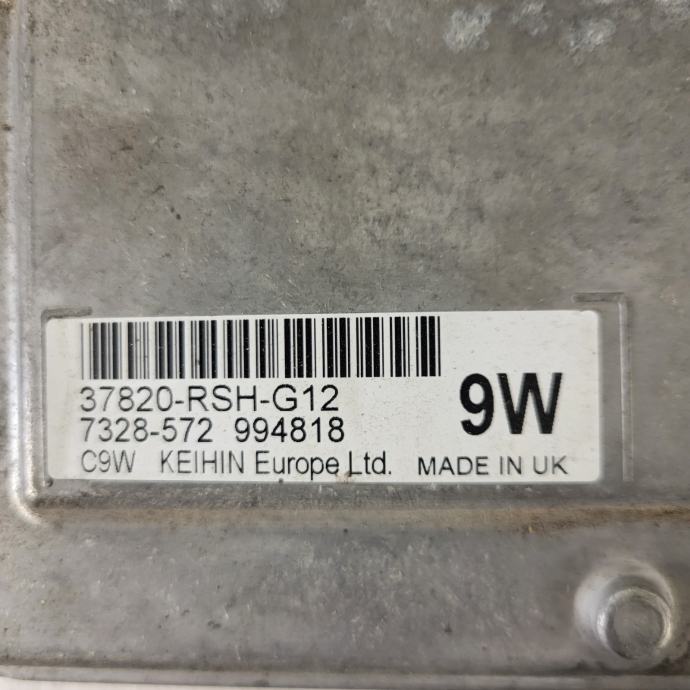 37820-RSH-G12
7328-572 994818
9W
C9W KEIHIN Europe Ltd. MADE IN UK